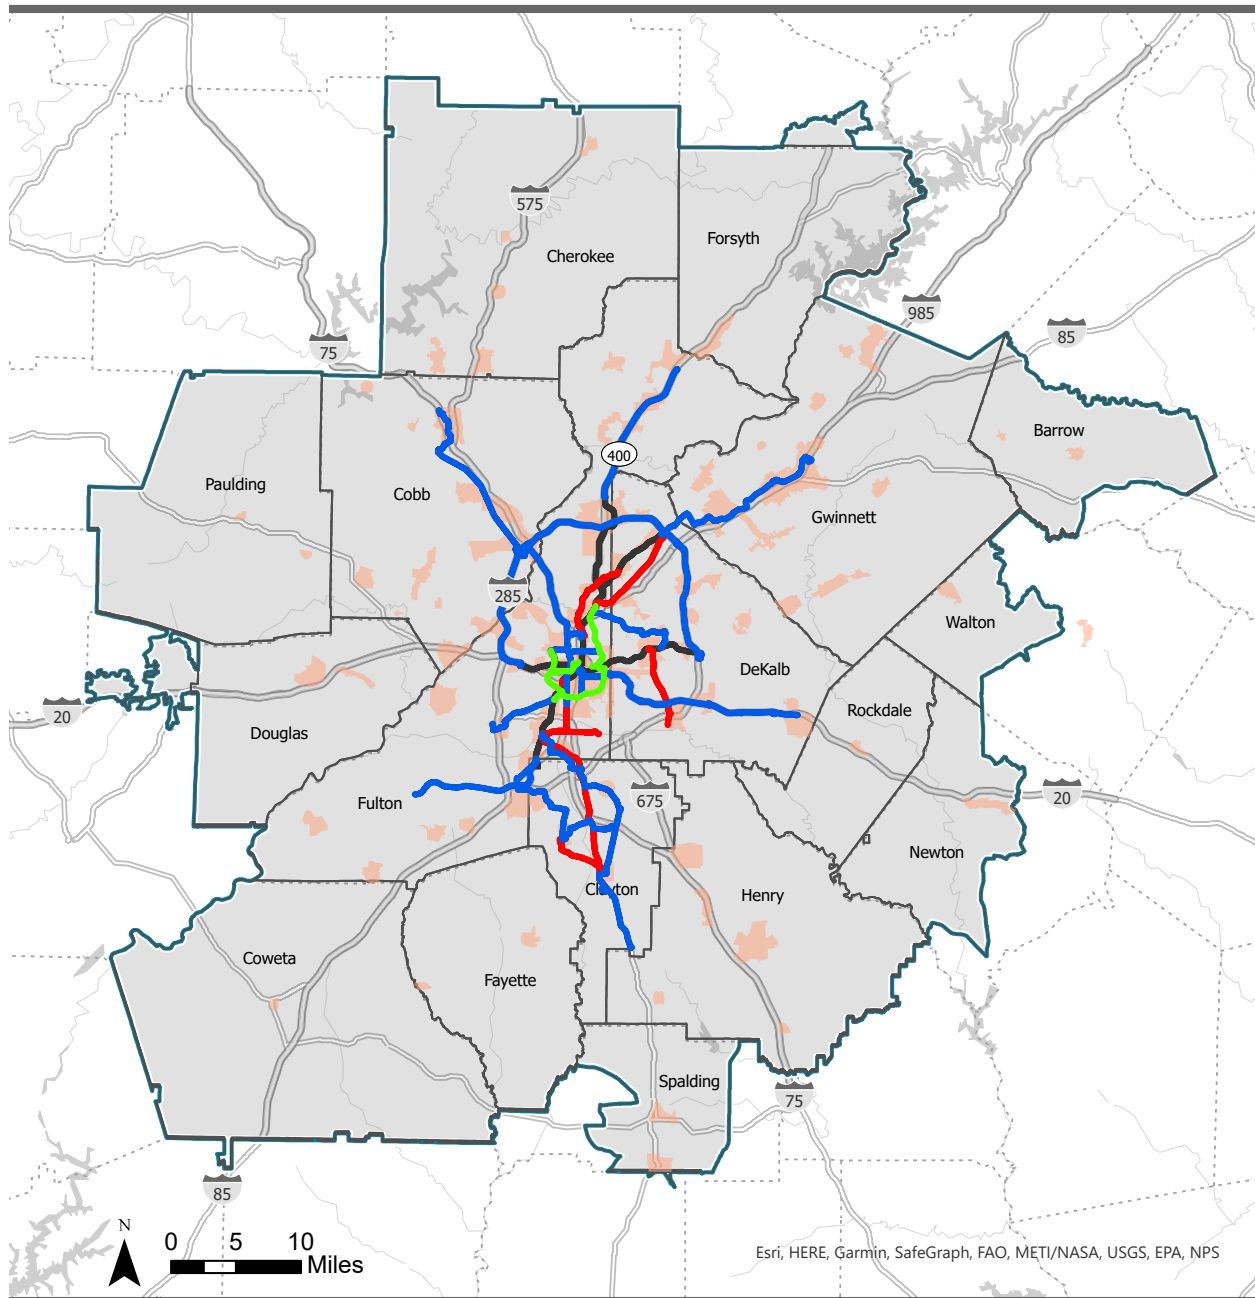 575
Cherokee
Forsyth
985
75
85
400
Barrow
Paulding
Cobb
Gwinnett
285
Walton
DeKalb
Rockdale
20
Douglas
Fulton
675
20
Newton
Clayton
Henry
Coweta
Fayette
Spalding
75
85
N
0 5 10
Miles
Esri, HERE, Garmin, SafeGraph, FAO, METI/NASA, USGS, EPA, NPS